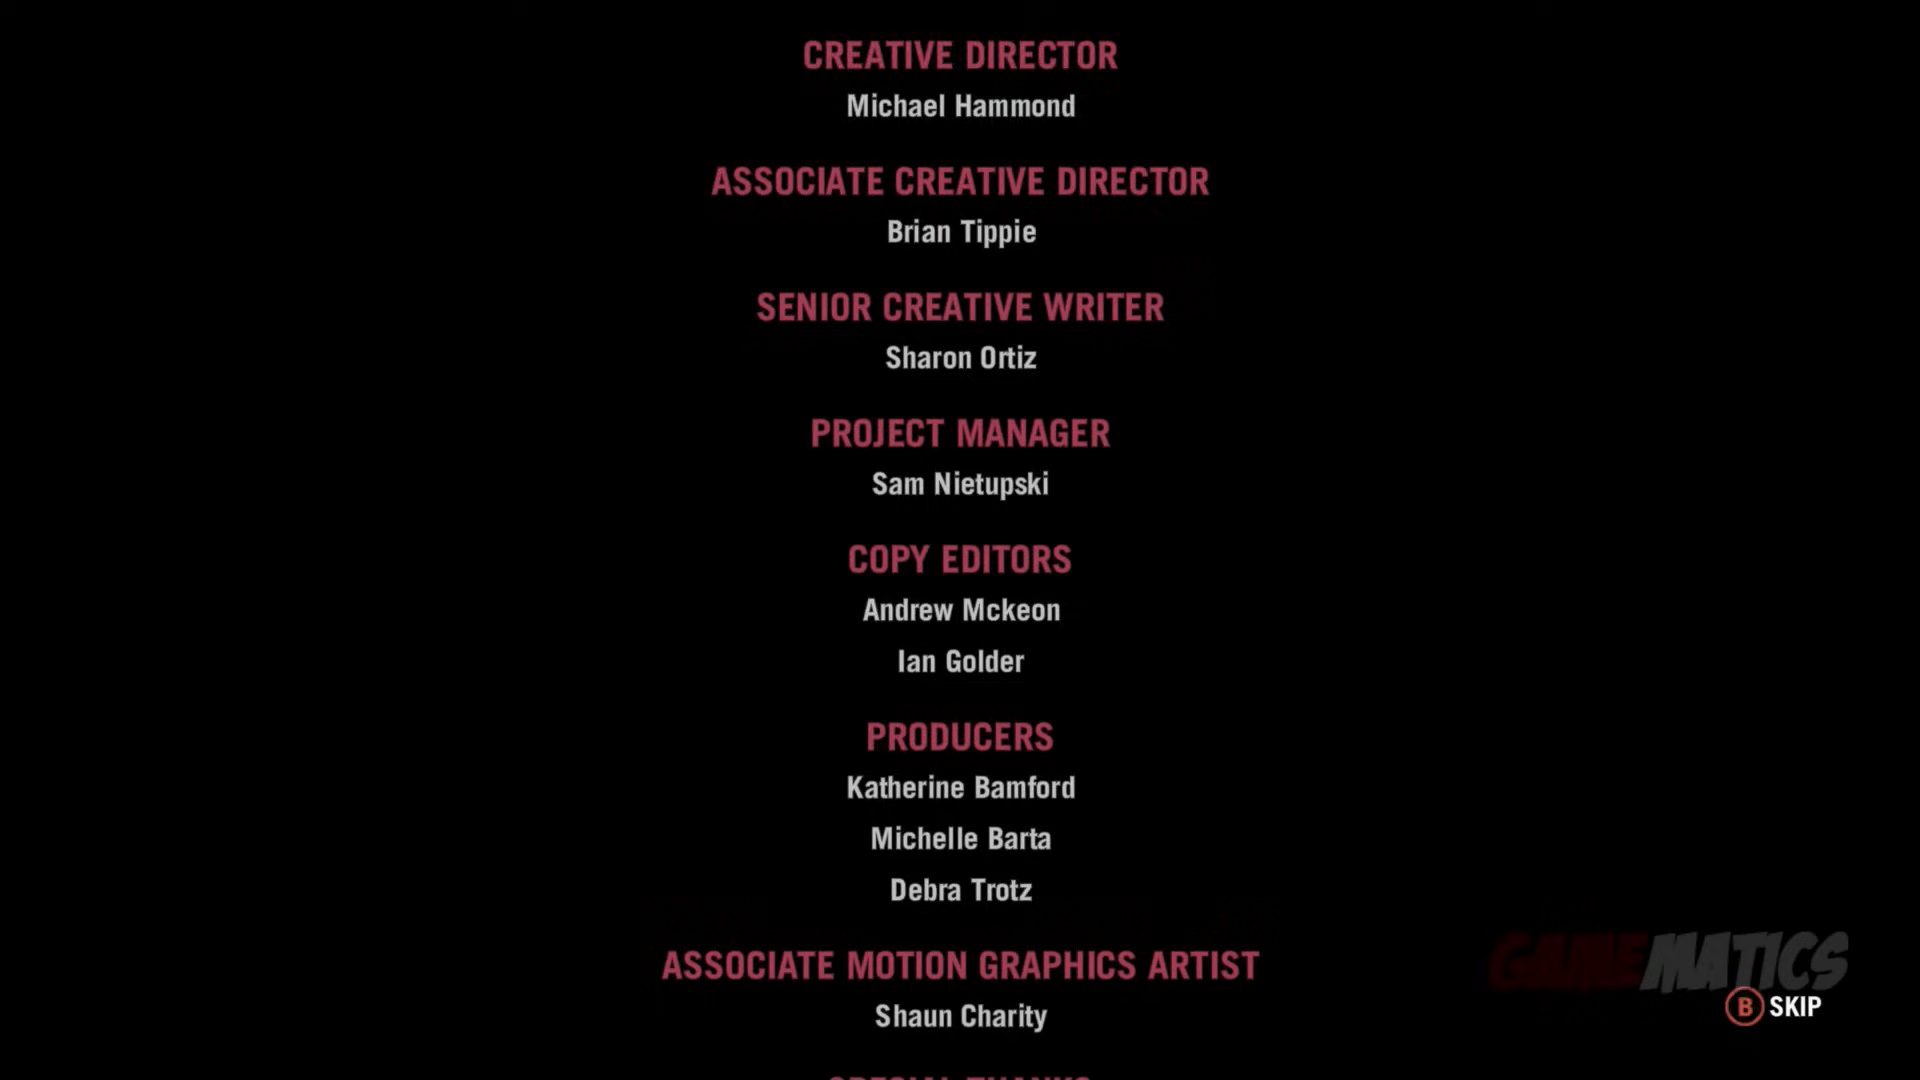 CREATIVE DIRECTOR
Michael Hammond
ASSOCIATE CREATIVE DIRECTOR
Brian Tippie
SENIOR CREATIVE WRITER
Sharon Ortiz
PROJECT MANAGER
Sam Nietupski
COPY EDITORS
Andrew Mckeon
Ian Golder
PRODUCERS
Katherine Bamford
Michelle Barta
Debra Trotz
ASSOCIATE MOTION GRAPHICS ARTIST
Shaun Charity
GAMEMATICS
B SKIP